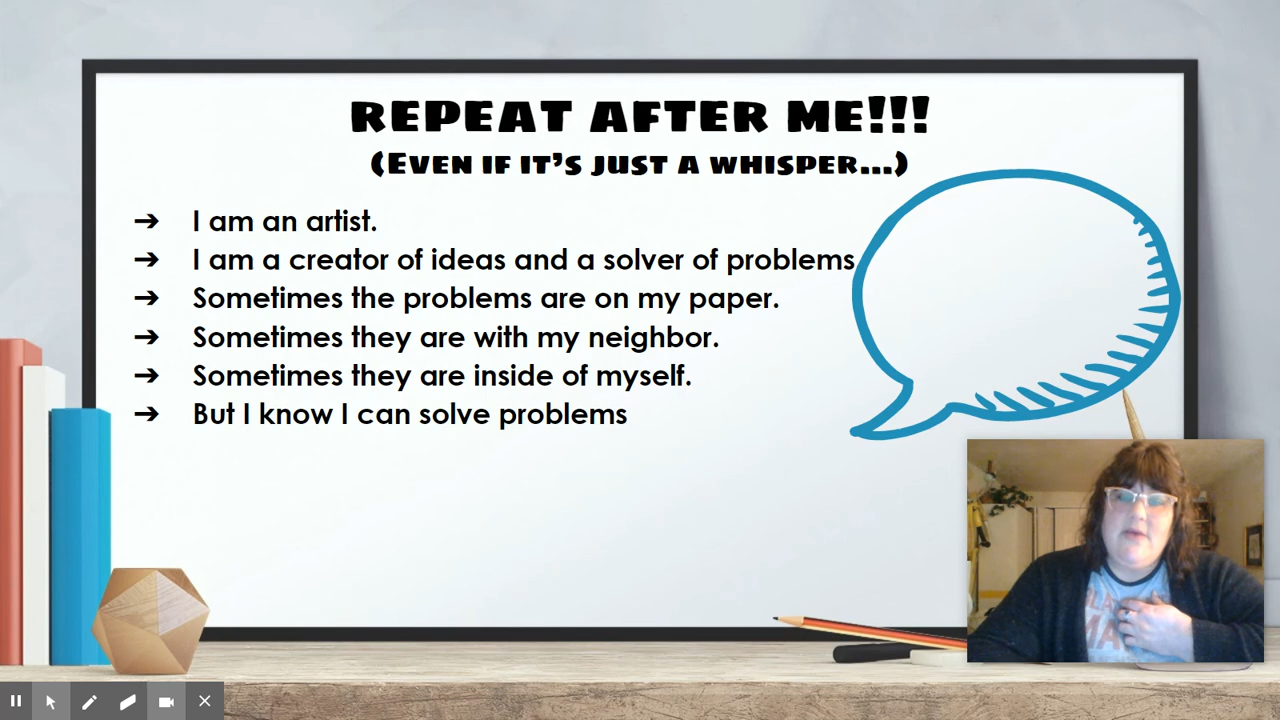 REPEAT AFTER ME!!!
(EVEN IF IT'S JUST A WHISPER...)
➔ I am an artist.
➔ I am a creator of ideas and a solver of problems
➔ Sometimes the problems are on my paper.
➔ Sometimes they are with my neighbor.
➔ Sometimes they are inside of myself.
➔ But I know I can solve problems